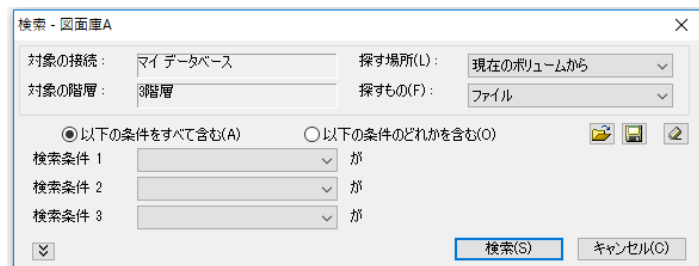 検索 - 図面庫A
対象の接続 : マイ データベース 探す場所(L) : 現在のボリュームから
対象の階層 : 3階層 探すもの(F) : ファイル
以下の条件をすべて含む(A) 以下の条件のどれかを含む(O)
検索条件 1 が
検索条件 2 が
検索条件 3 が
検索(S) キャンセル(C)